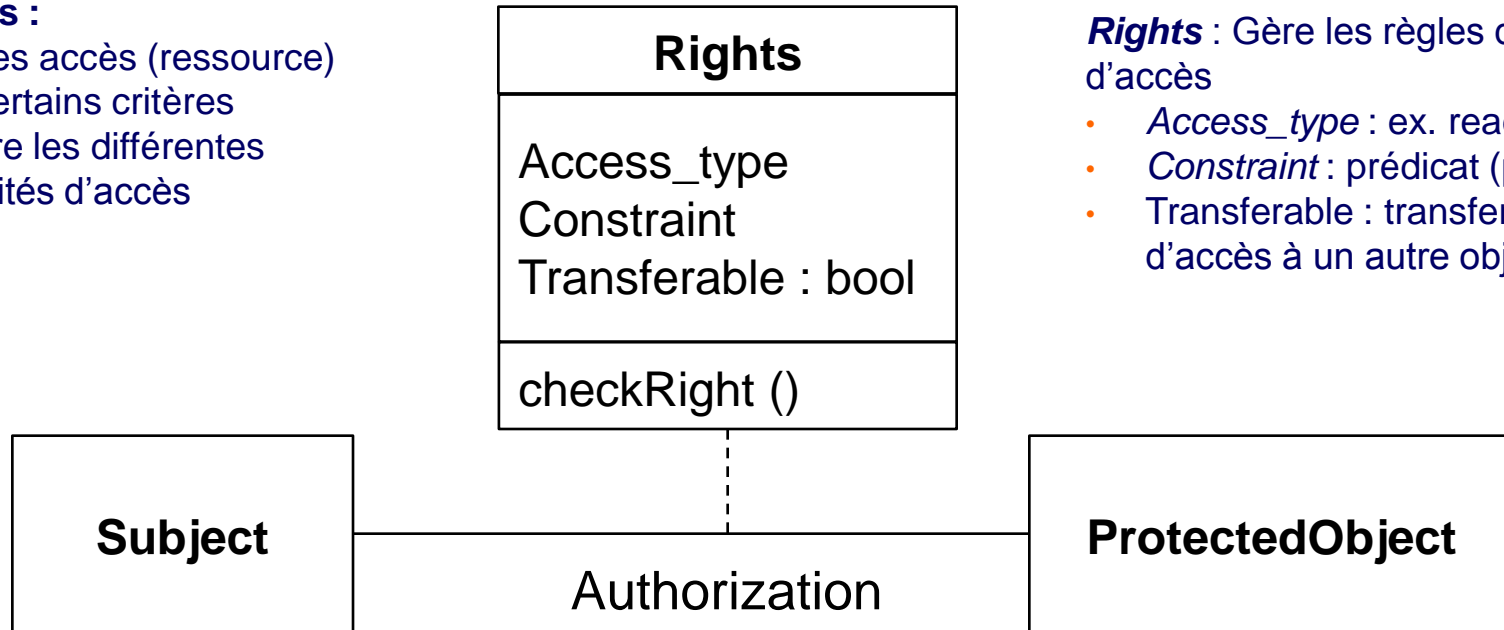 s :
es accès (ressource)
ertains critères
re les différentes
ités d'accès
Rights
Access_type
Constraint
Transferable : bool
checkRight ()
Rights : Gère les règles
d'accès
• Access_type : ex. rea
• Constraint : prédicat (
• Transferable : transfer
d'accès à un autre obj
Subject
Authorization
ProtectedObject